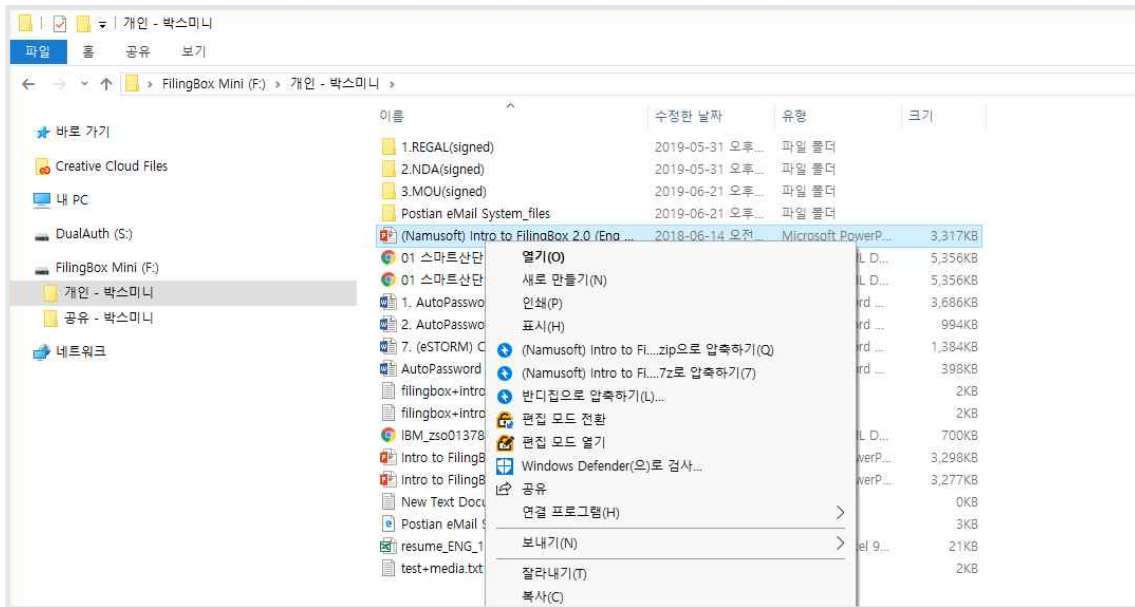 개인 - 박스미니
파일 홈 공유 보기
FilingBox Mini (F:) › 개인 - 박스미니 ›
이름 수정한 날짜 유형 크기
바로 가기
Creative Cloud Files
내 PC
DualAuth (S:)
FilingBox Mini (F:)
개인 - 박스미니
공유 - 박스미니
네트워크
1.REGAL(signed) 2019-05-31 오후... 파일 폴더
2.NDA(signed) 2019-05-31 오후... 파일 폴더
3.MOU(signed) 2019-06-21 오후... 파일 폴더
Postian eMail System_files 2019-06-21 오후... 파일 폴더
(Namusoft) Intro to FilingBox 2.0 (Eng ... 2018-06-14 오전... Microsoft PowerP... 3,317KB
01 스마트산단 L D... 5,356KB
01 스마트산단 L D... 5,356KB
1. AutoPasswo rd ... 3,686KB
2. AutoPasswo rd ... 994KB
7. (eSTORM) C rd ... 1,384KB
AutoPassword rd ... 398KB
filingbox+intro 2KB
filingbox+intro 2KB
IBM_zso01378 L D... 700KB
Intro to FilingB werP... 3,298KB
Intro to FilingB werP... 3,277KB
New Text Docu 0KB
Postian eMail S 3KB
resume_ENG_1 el 9... 21KB
test+media.txt 2KB
열기(O)
새로 만들기(N)
인쇄(P)
표시(H)
(Namusoft) Intro to Fi....zip으로 압축하기(Q)
(Namusoft) Intro to Fi....7z로 압축하기(7)
반디집으로 압축하기(L)...
편집 모드 전환
편집 모드 열기
Windows Defender(으)로 검사...
공유
연결 프로그램(H)
보내기(N)
잘라내기(T)
복사(C)